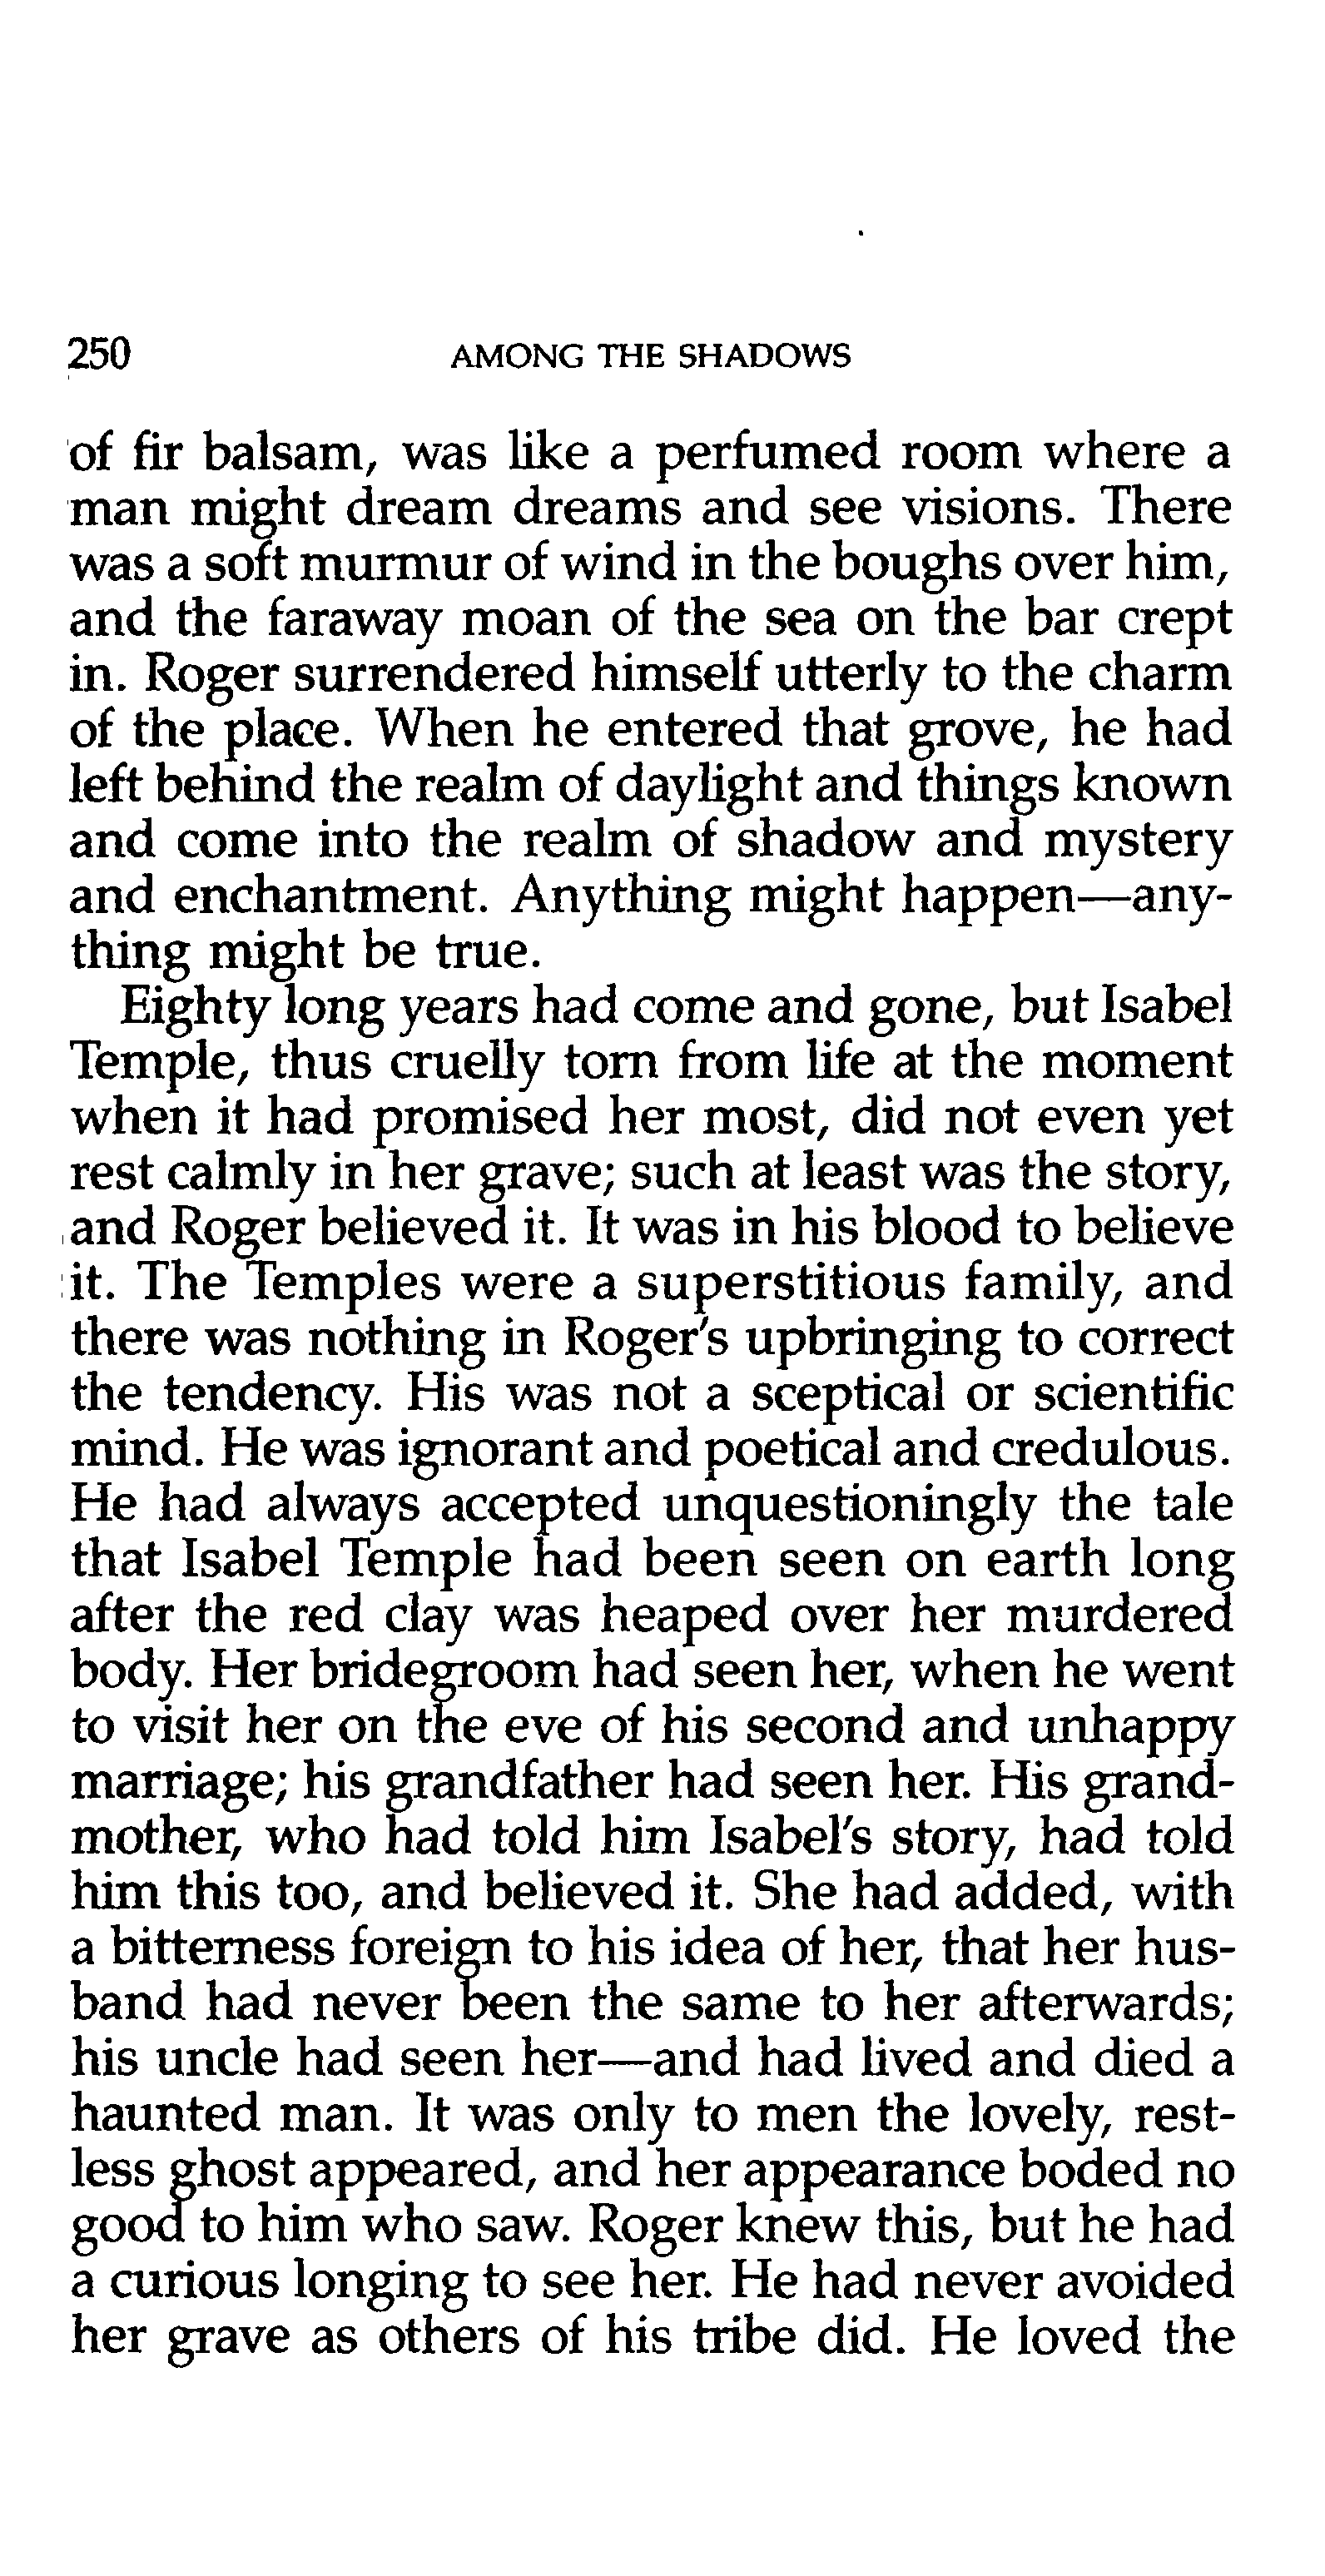 250 AMONG THE SHADOWS
of fir balsam, was like a perfumed room where a
man might dream dreams and see visions. There
was a soft murmur of wind in the boughs over him,
and the faraway moan of the sea on the bar crept
in. Roger surrendered himself utterly to the charm
of the place. When he entered that grove, he had
left behind the realm of daylight and things known
and come into the realm of shadow and mystery
and enchantment. Anything might happen—any-
thing might be true.
Eighty long years had come and gone, but Isabel
Temple, thus cruelly torn from life at the moment
when it had promised her most, did not even yet
rest calmly in her grave; such at least was the story,
and Roger believed it. It was in his blood to believe
it. The Temples were a superstitious family, and
there was nothing in Roger's upbringing to correct
the tendency. His was not a sceptical or scientific
mind. He was ignorant and poetical and credulous.
He had always accepted unquestioningly the tale
that Isabel Temple had been seen on earth long
after the red clay was heaped over her murdered
body. Her bridegroom had seen her, when he went
to visit her on the eve of his second and unhappy
marriage; his grandfather had seen her. His grand-
mother, who had told him Isabel's story, had told
him this too, and believed it. She had added, with
a bitterness foreign to his idea of her, that her hus-
band had never been the same to her afterwards;
his uncle had seen her—and had lived and died a
haunted man. It was only to men the lovely, rest-
less ghost appeared, and her appearance boded no
good to him who saw. Roger knew this, but he had
a curious longing to see her. He had never avoided
her grave as others of his tribe did. He loved the